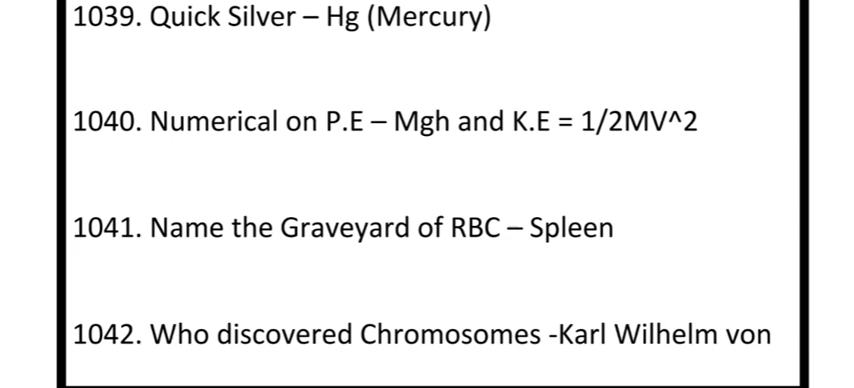 1039. Quick Silver – Hg (Mercury)
1040. Numerical on P.E – Mgh and K.E = 1/2MV^2
1041. Name the Graveyard of RBC – Spleen
1042. Who discovered Chromosomes -Karl Wilhelm von